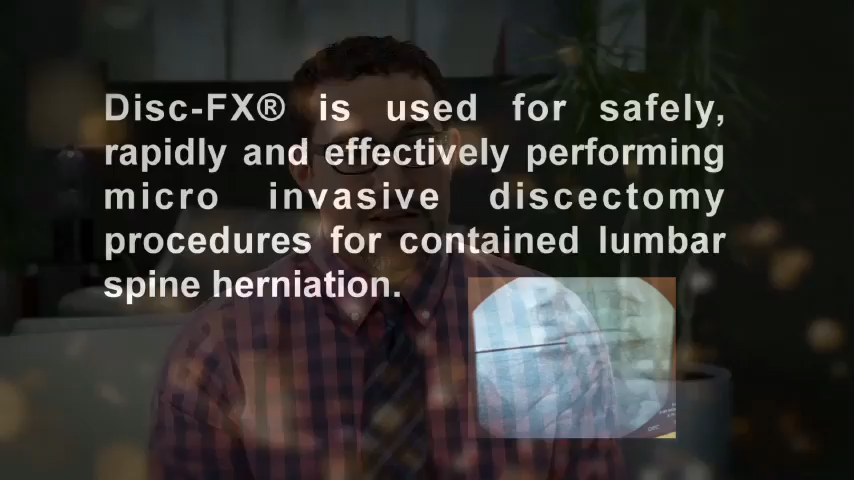 Disc-FX® is used for safely,
rapidly and effectively performing
micro invasive discectomy
procedures for contained lumbar
spine herniation.